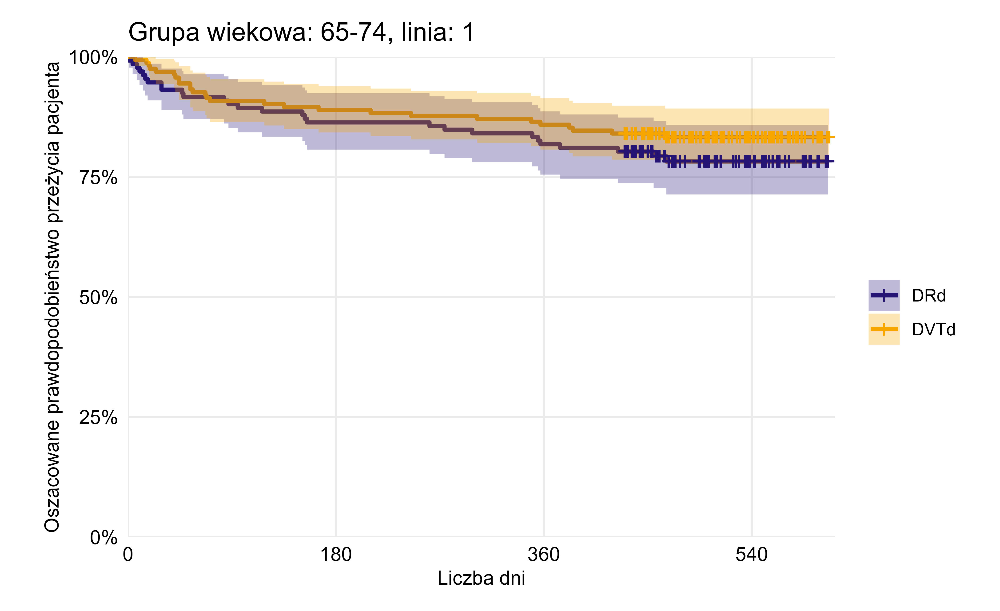 Grupa wiekowa: 65-74, linia: 1
Oszacowane prawdopodobieństwo przeżycia pacjenta
100%
75%
50%
25%
0%
0
180
360
540
Liczba dni
DRd
DVTd